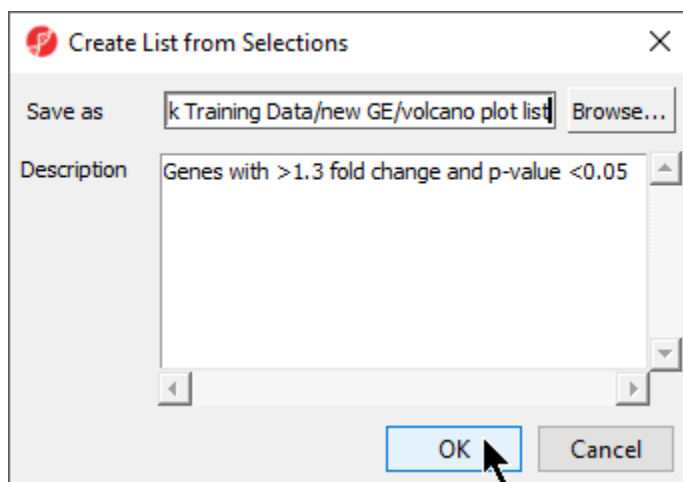 Create List from Selections
Save as k Training Data/new GE/volcano plot list Browse...
Description Genes with >1.3 fold change and p-value <0.05
OK Cancel